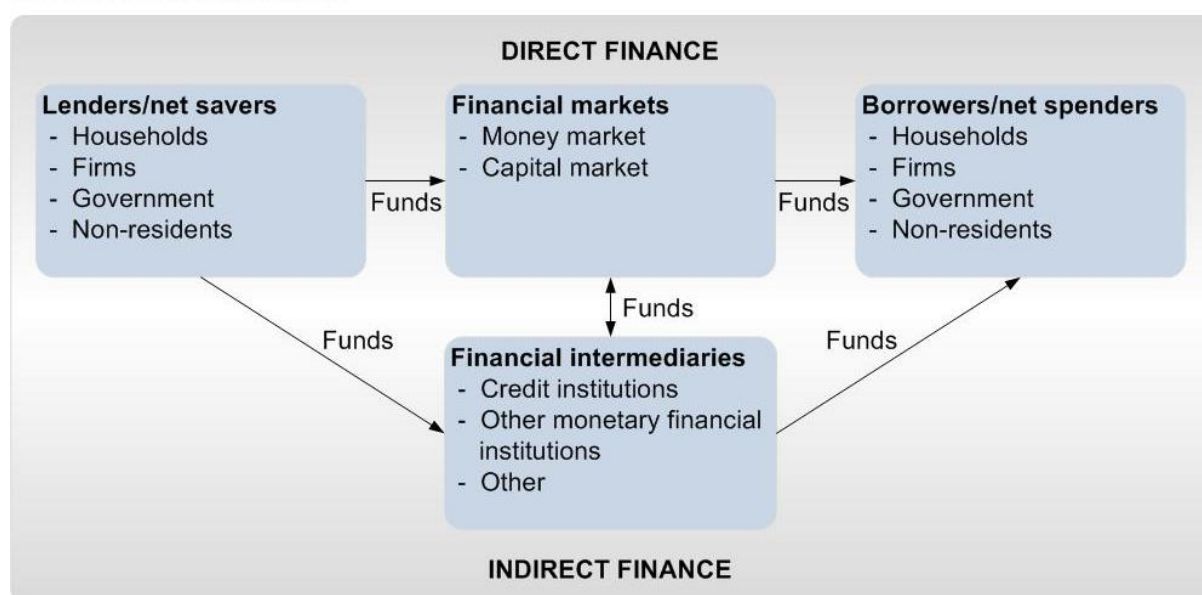 DIRECT FINANCE
Lenders/net savers
- Households
- Firms
- Government
- Non-residents
Funds
Financial markets
- Money market
- Capital market
Funds
Borrowers/net spenders
- Households
- Firms
- Government
- Non-residents
Funds
Funds
Funds
Financial intermediaries
- Credit institutions
- Other monetary financial
institutions
- Other
INDIRECT FINANCE